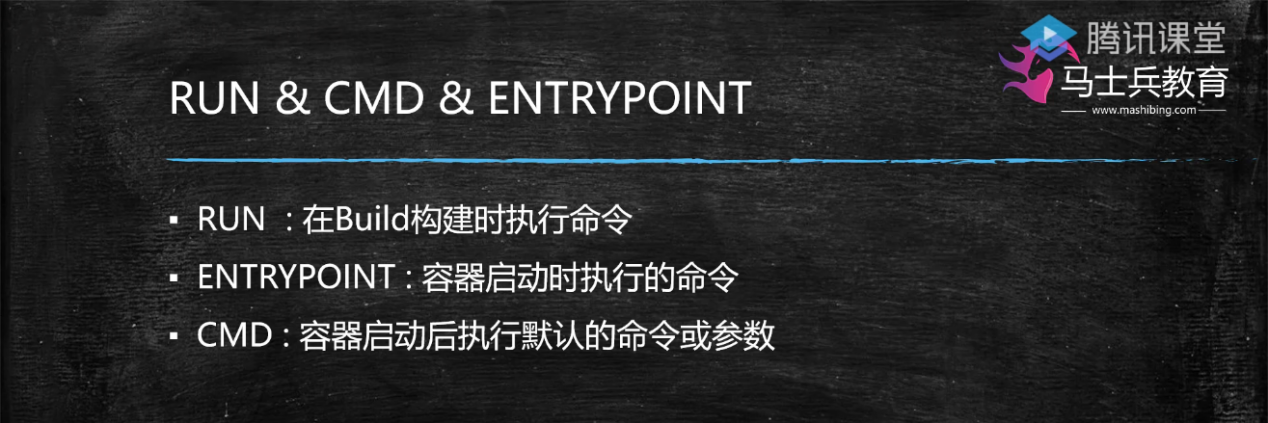 腾讯课堂
马士兵教育
www.mashibing.com
RUN & CMD & ENTRYPOINT
▪ RUN : 在Build构建时执行命令
▪ ENTRYPOINT : 容器启动时执行的命令
▪ CMD : 容器启动后执行默认的命令或参数